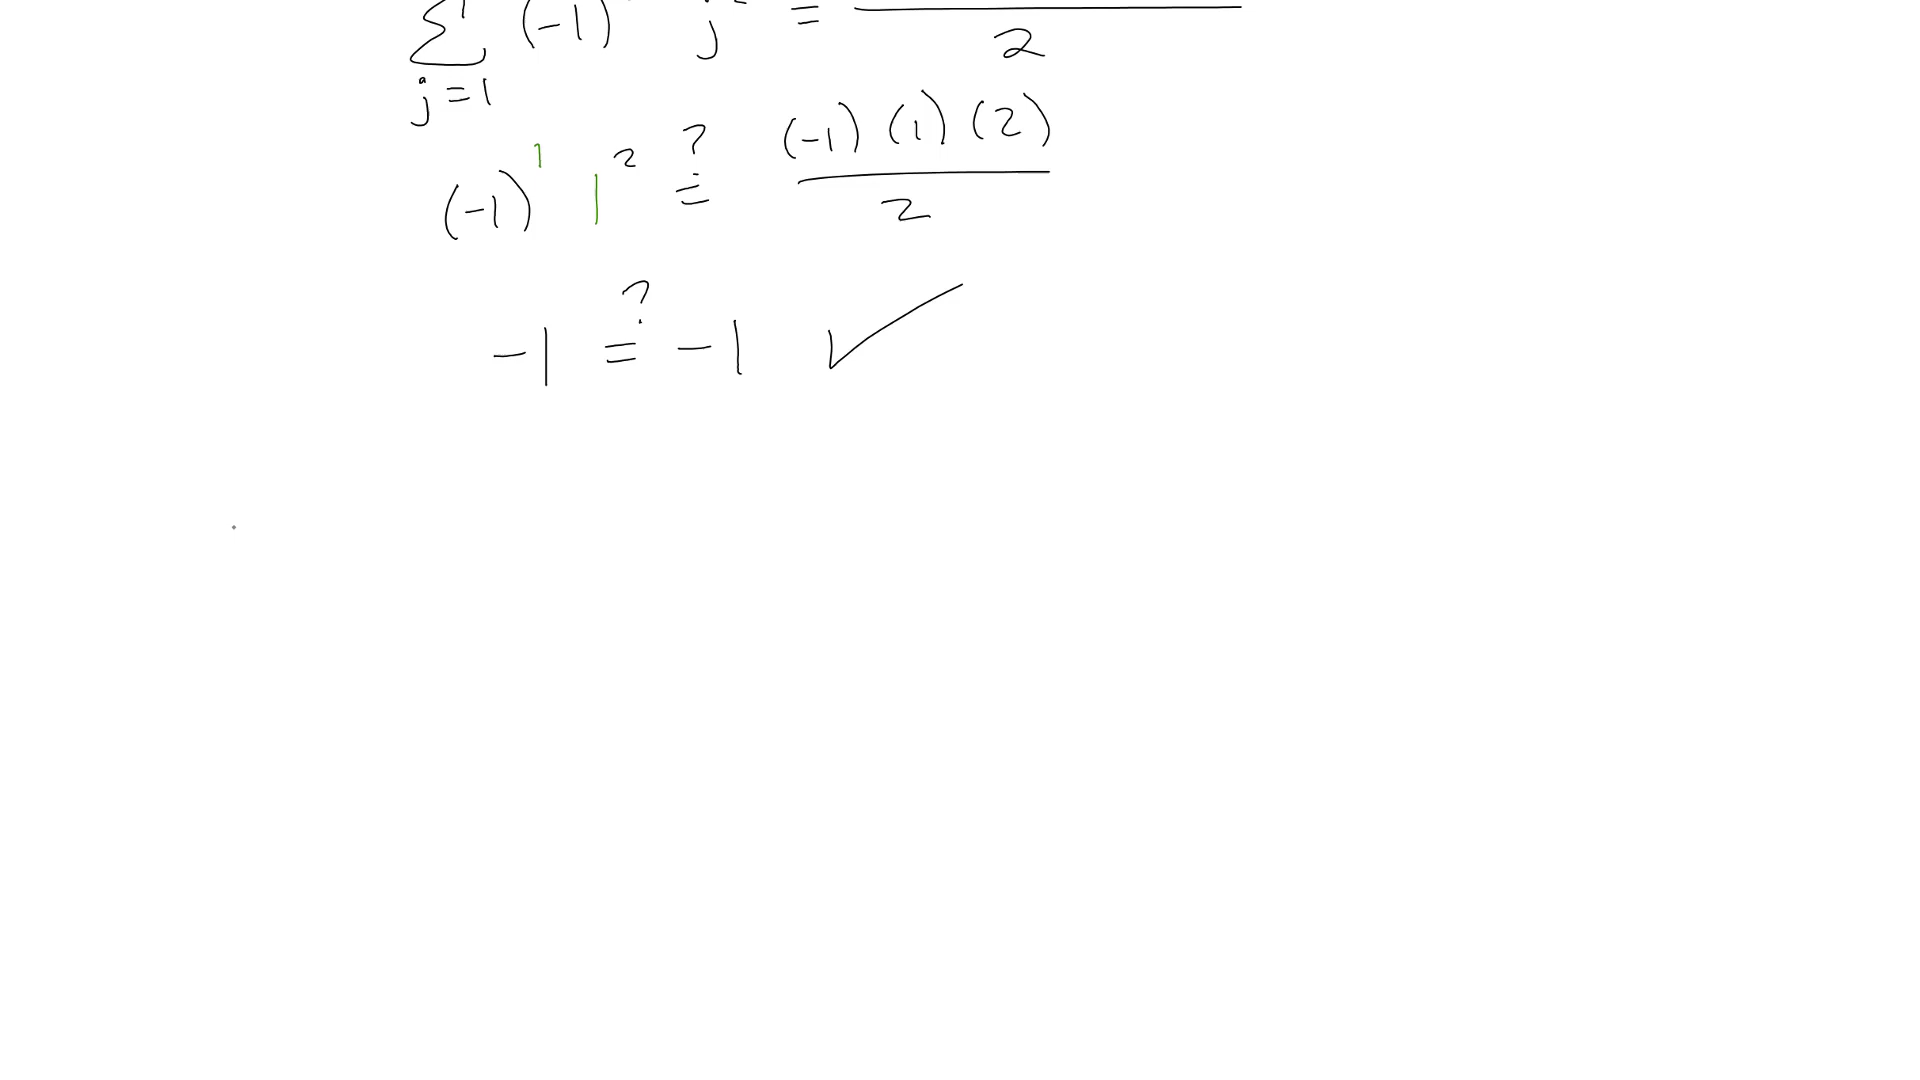 ∑ (-1) j =
2
j = 1
(-1)¹ 1² ≟ (-1) (1) (2) / 2
-1 ≟ -1 ✓